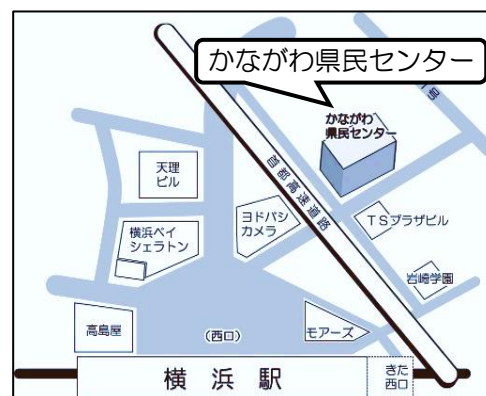 かながわ県民センター
かながわ
県民センター
首都高速道路
天理
ビル
ヨドバシ
カメラ
横浜ベイ
シェラトン
TSプラザビル
岩崎学園
高島屋
(西口)
モアーズ
横浜駅
きた
西口